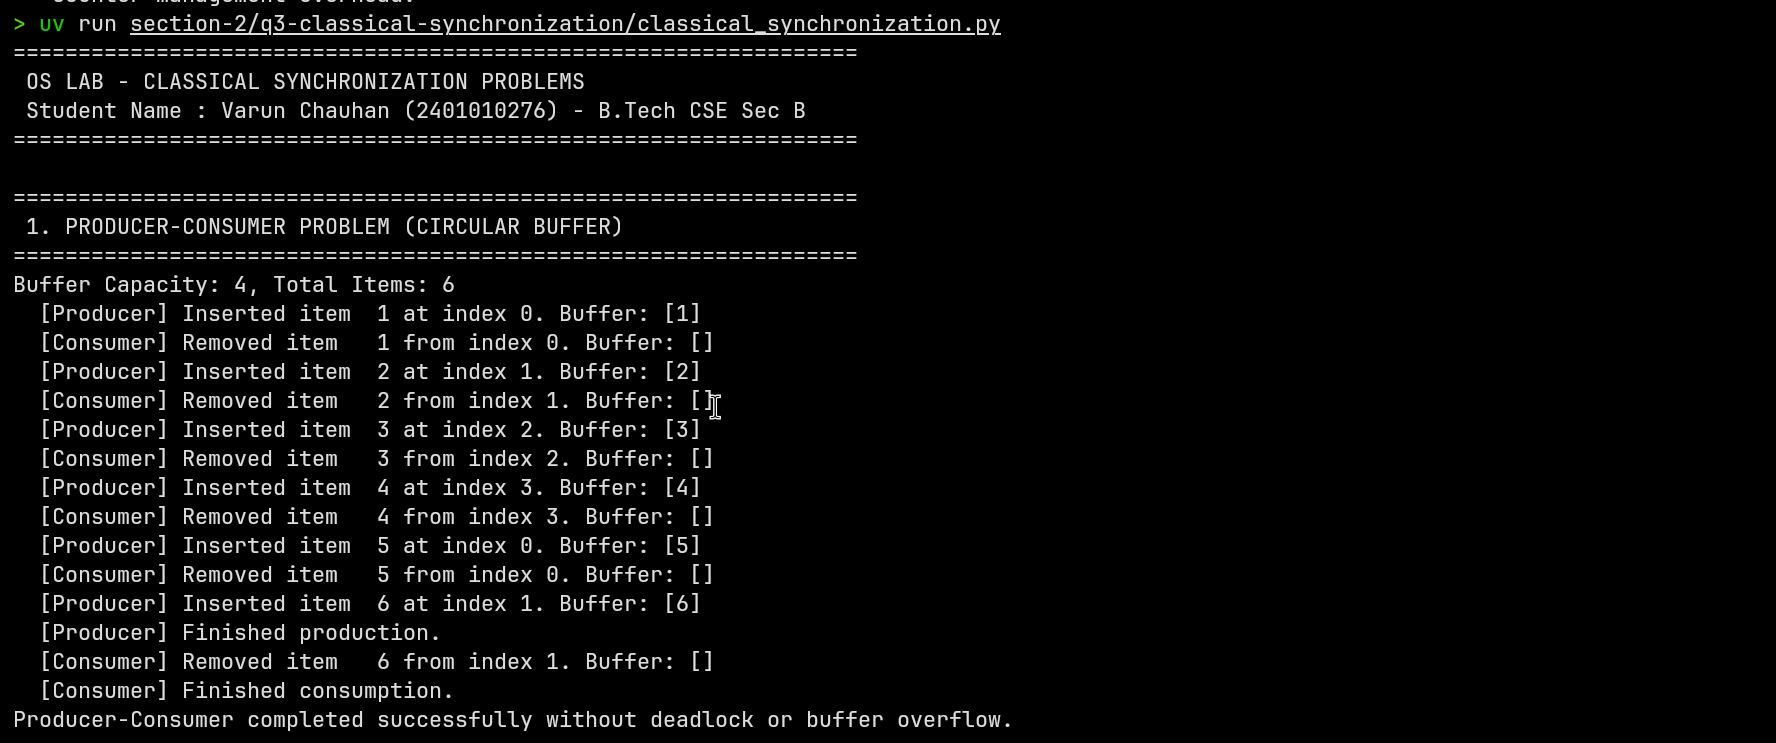 > uv run section-2/q3-classical-synchronization/classical_synchronization.py
=================================================================
 OS LAB - CLASSICAL SYNCHRONIZATION PROBLEMS
 Student Name : Varun Chauhan (2401010276) - B.Tech CSE Sec B
=================================================================

=================================================================
 1. PRODUCER-CONSUMER PROBLEM (CIRCULAR BUFFER)
=================================================================
Buffer Capacity: 4, Total Items: 6
  [Producer] Inserted item  1 at index 0. Buffer: [1]
  [Consumer] Removed item   1 from index 0. Buffer: []
  [Producer] Inserted item  2 at index 1. Buffer: [2]
  [Consumer] Removed item   2 from index 1. Buffer: []
  [Producer] Inserted item  3 at index 2. Buffer: [3]
  [Consumer] Removed item   3 from index 2. Buffer: []
  [Producer] Inserted item  4 at index 3. Buffer: [4]
  [Consumer] Removed item   4 from index 3. Buffer: []
  [Producer] Inserted item  5 at index 0. Buffer: [5]
  [Consumer] Removed item   5 from index 0. Buffer: []
  [Producer] Inserted item  6 at index 1. Buffer: [6]
  [Producer] Finished production.
  [Consumer] Removed item   6 from index 1. Buffer: []
  [Consumer] Finished consumption.
Producer-Consumer completed successfully without deadlock or buffer overflow.